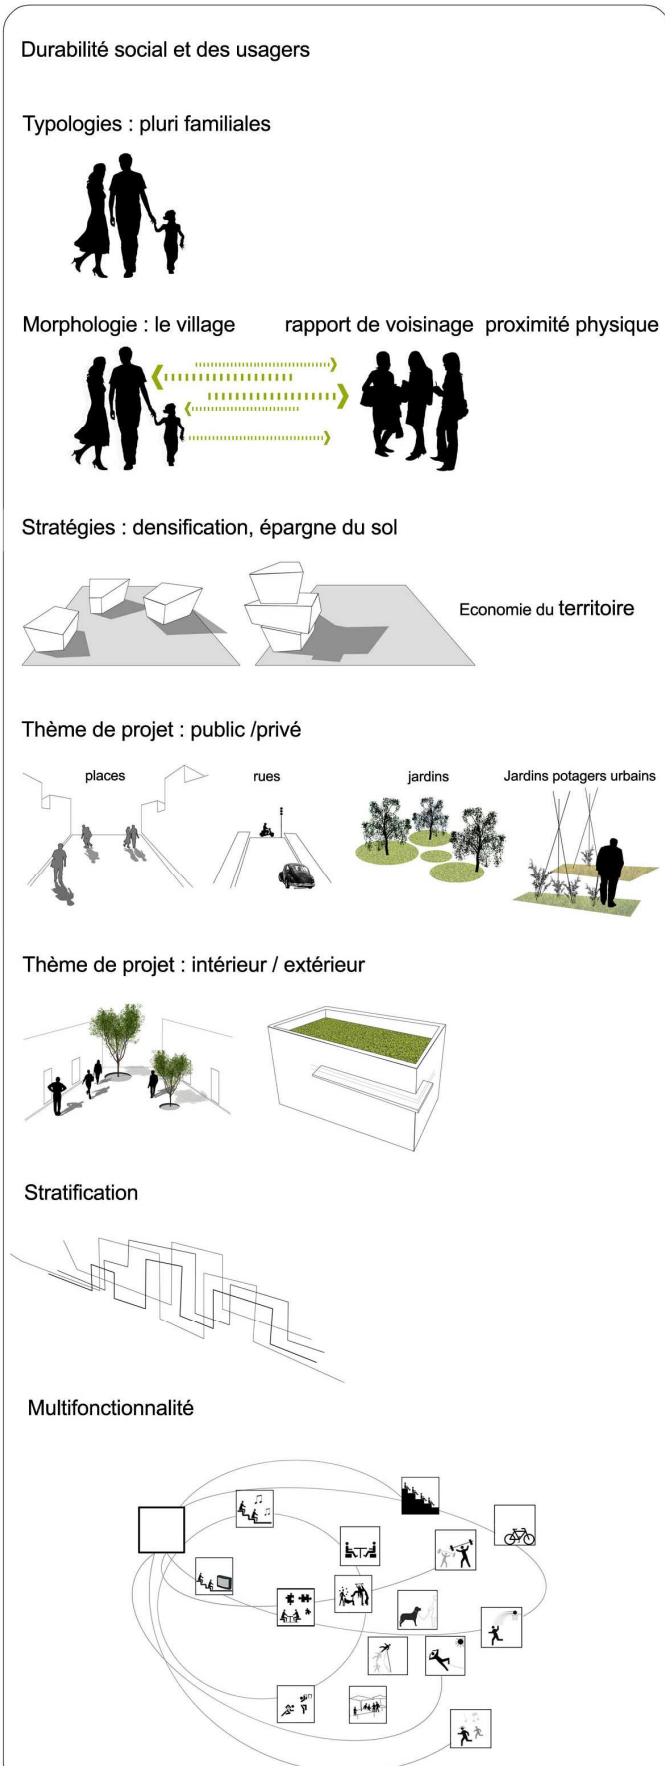 Durabilité social et des usagers
Typologies : pluri familiales
Morphologie : le village rapport de voisinage proximité physique
Stratégies : densification, épargne du sol
Economie du territoire
Thème de projet : public /privé
places rues jardins Jardins potagers urbains
Thème de projet : intérieur / extérieur
Stratification
Multifonctionnalité